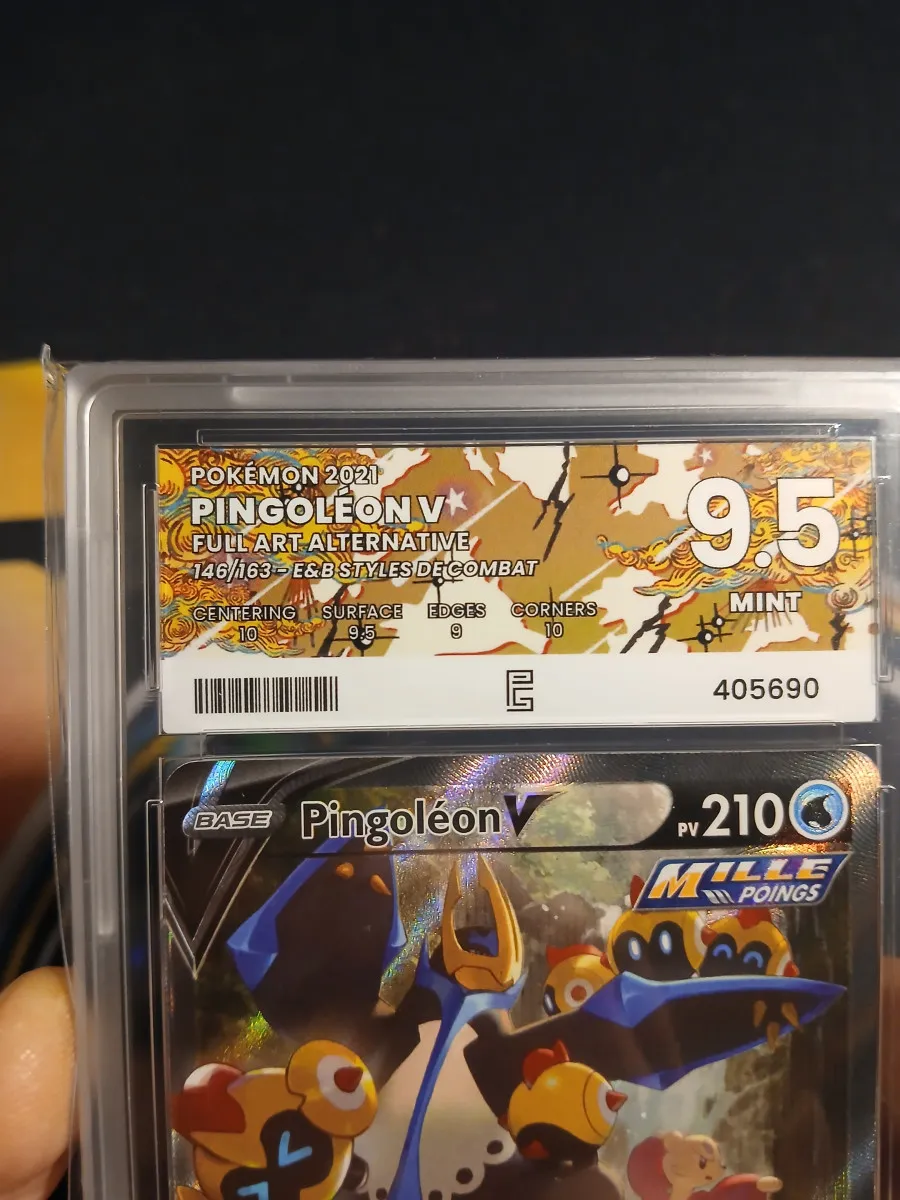 POKÉMON 2021
PINGOLÉON V
FULL ART ALTERNATIVE
146/163 - E&B STYLES DE COMBAT
CENTERING SURFACE EDGES CORNERS
10 9.5 9 10
9.5
MINT
PG
405690
BASE Pingoléon V PV 210
MILLE
POINGS